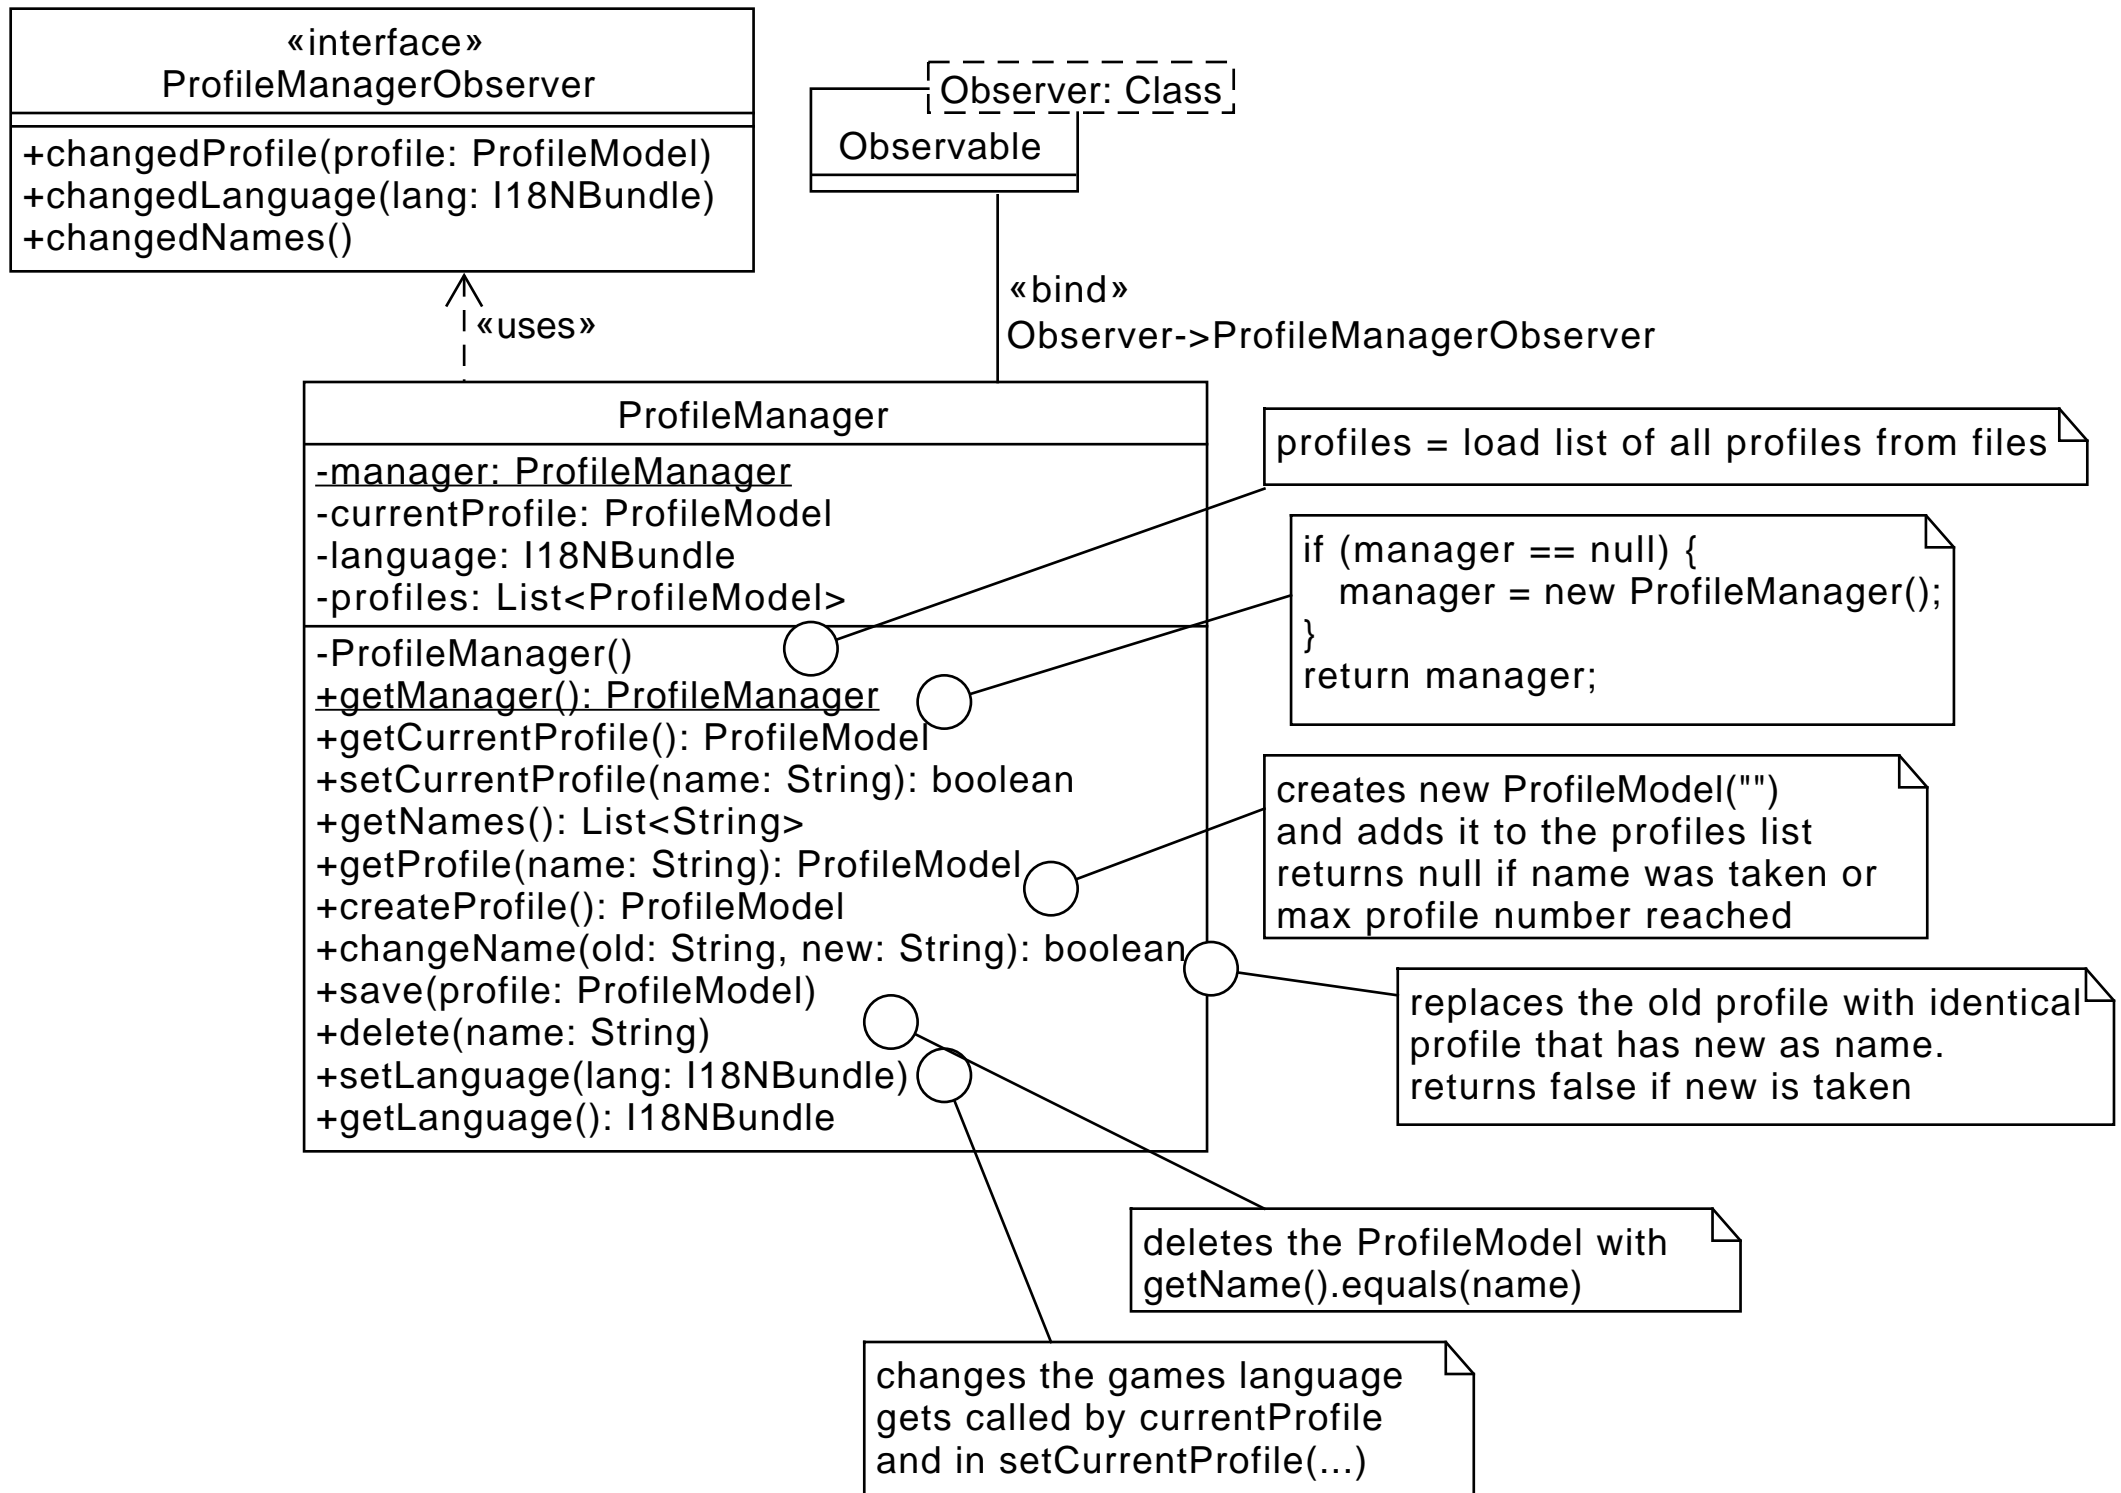 «interface»
ProfileManagerObserver
+changedProfile(profile: ProfileModel)
+changedLanguage(lang: I18NBundle)
+changedNames()
Observer: Class
Observable
«uses»
«bind»
Observer->ProfileManagerObserver
ProfileManager
-manager: ProfileManager
-currentProfile: ProfileModel
-language: I18NBundle
-profiles: List<ProfileModel>
-ProfileManager()
+getManager(): ProfileManager
+getCurrentProfile(): ProfileModel
+setCurrentProfile(name: String): boolean
+getNames(): List<String>
+getProfile(name: String): ProfileModel
+createProfile(): ProfileModel
+changeName(old: String, new: String): boolean
+save(profile: ProfileModel)
+delete(name: String)
+setLanguage(lang: I18NBundle)
+getLanguage(): I18NBundle
profiles = load list of all profiles from files
if (manager == null) {
manager = new ProfileManager();
}
return manager;
creates new ProfileModel("")
and adds it to the profiles list
returns null if name was taken or
max profile number reached
replaces the old profile with identical
profile that has new as name.
returns false if new is taken
deletes the ProfileModel with
getName().equals(name)
changes the games language
gets called by currentProfile
and in setCurrentProfile(...)